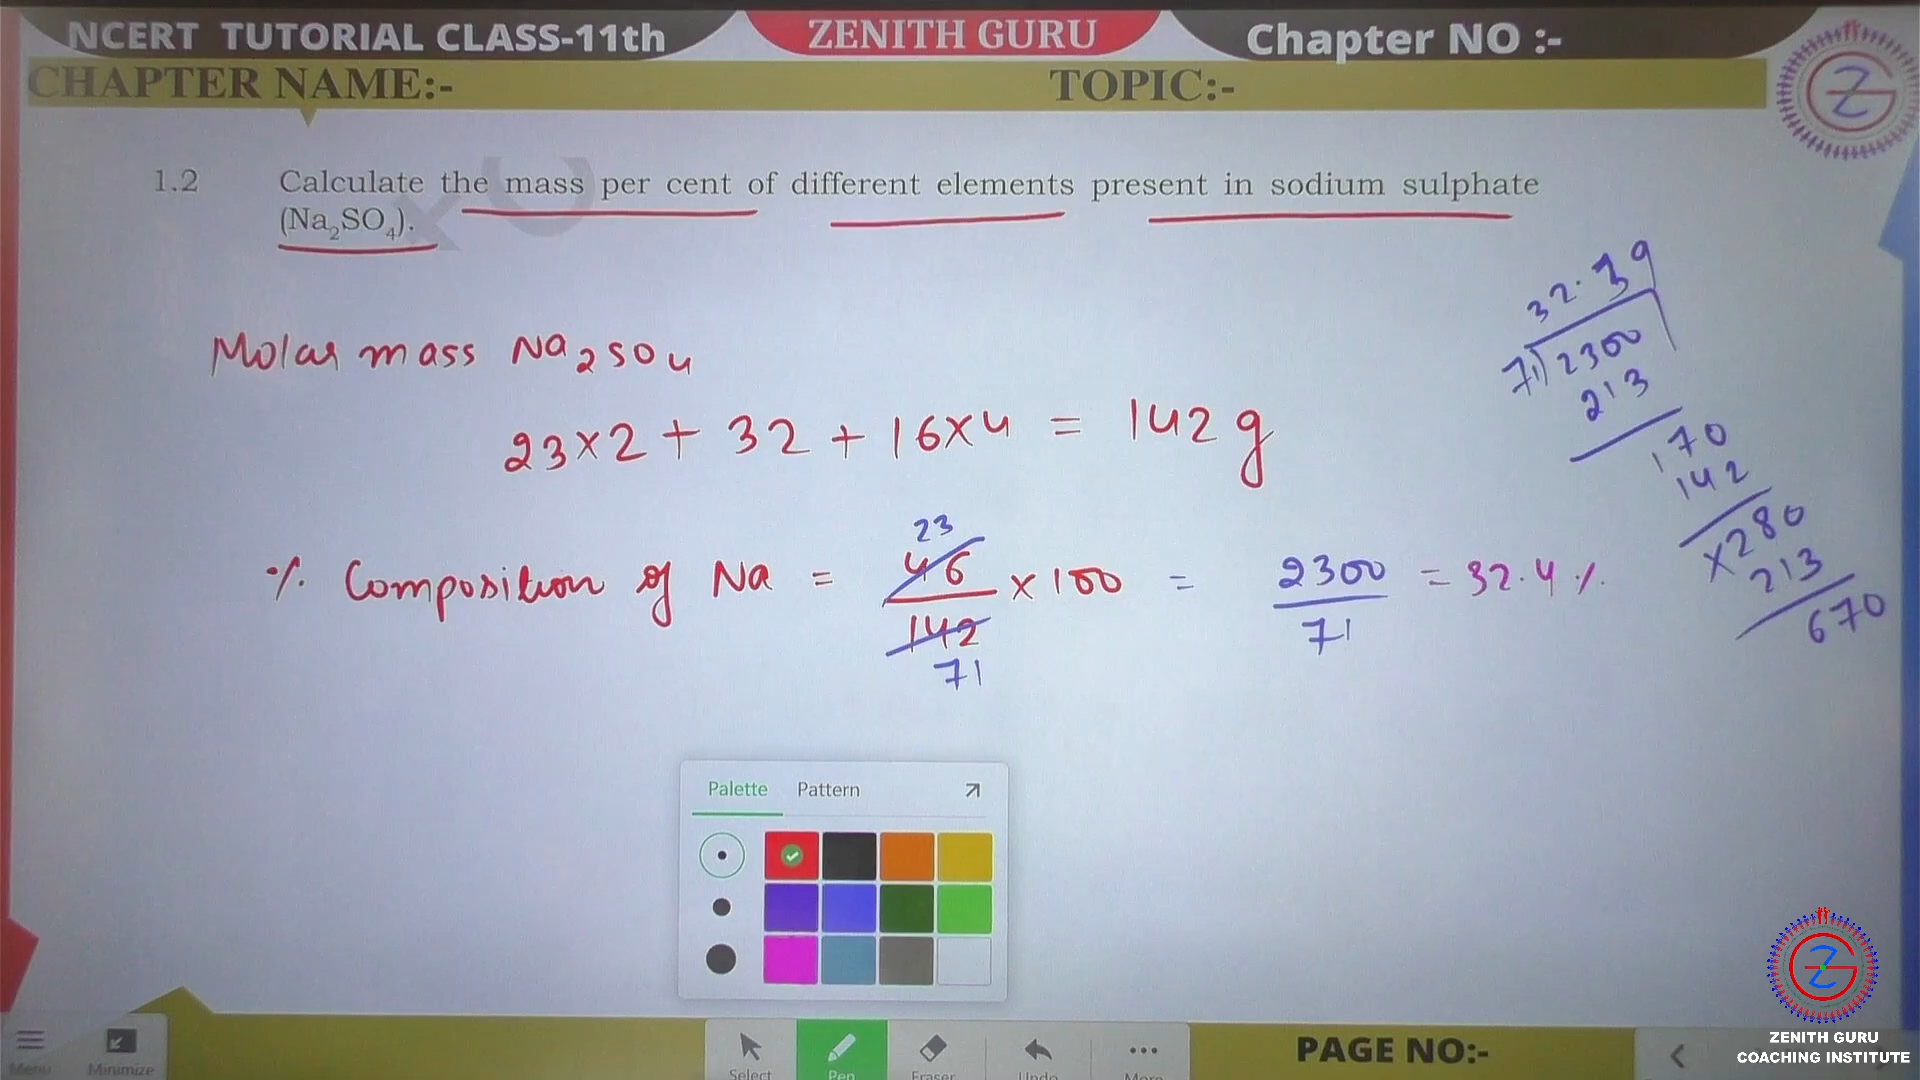 NCERT TUTORIAL CLASS-11th
ZENITH GURU
Chapter NO :-
CHAPTER NAME:-
TOPIC:-
1.2 Calculate the mass per cent of different elements present in sodium sulphate
(Na₂SO₄).
Molar mass Na₂SO₄
23×2 + 32 + 16×4 = 142 g
23
% Composition of Na = 46/142 × 100 = 2300/71 = 32.4 %
71
32.39
71)2300
213
170
142
×280
213
670
Palette Pattern
Menu
Minimize
Select
Pen
Eraser
Undo
More
PAGE NO:-
ZG
ZENITH GURU
COACHING INSTITUTE